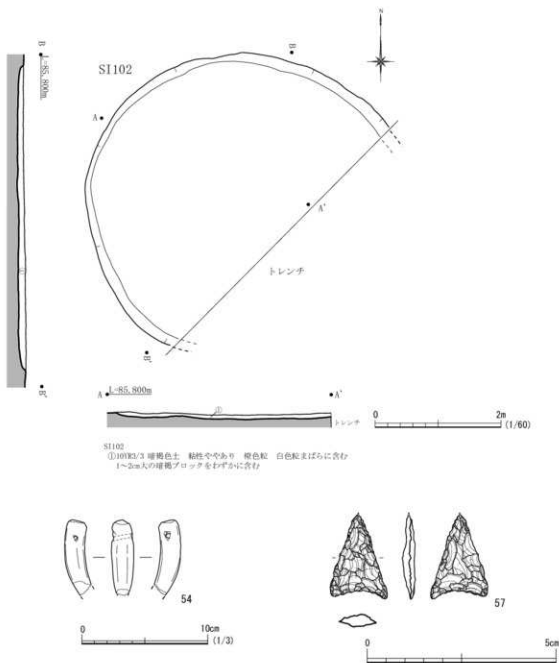 N
SI102
B
L=85.800m
①
B'
A
A'
B
B'
トレンチ
A L=85.800m A'
①
トレンチ
0 2m
(1/60)
SI102
①10YR3/3 暗褐色土 粘性ややあり 橙色粒 白色粒まばらに含む
1～2cm大の暗褐ブロックをわずかに含む
54
0 10cm
(1/3)
57
0 5cm